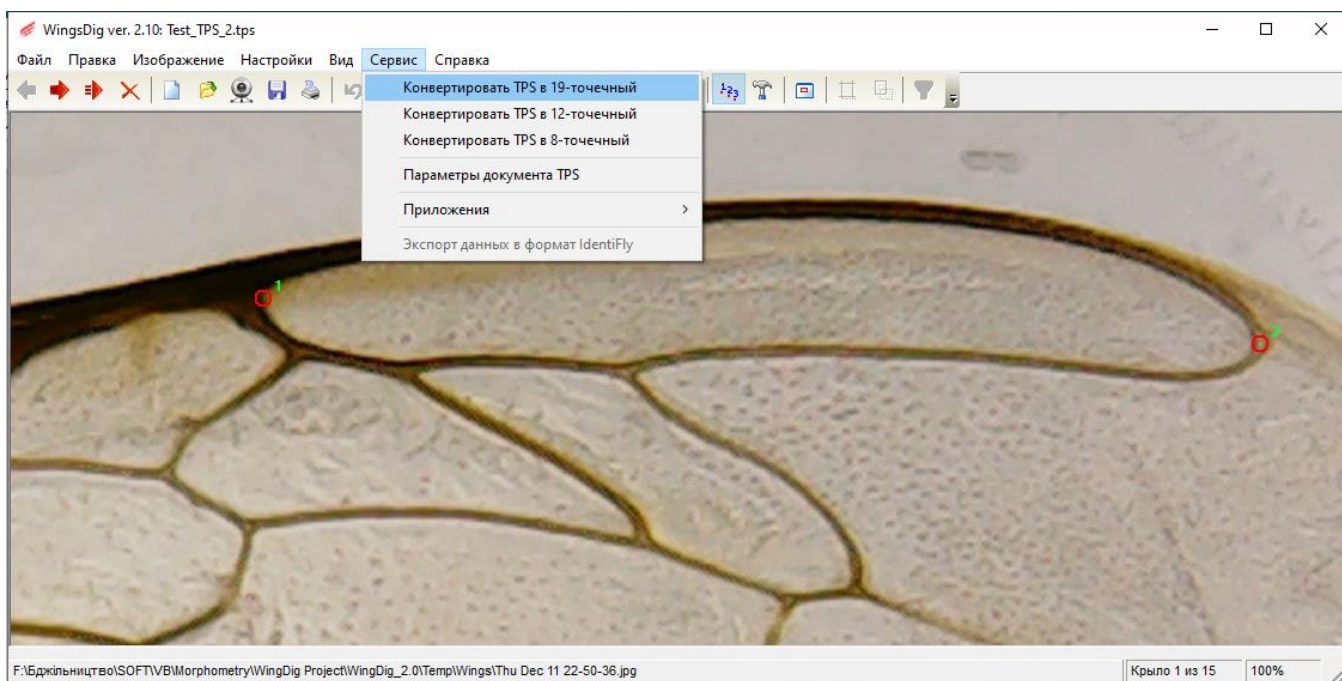 WingsDig ver. 2.10: Test_TPS_2.tps
Файл Правка Изображение Настройки Вид Сервис Справка
Конвертировать TPS в 19-точечный
Конвертировать TPS в 12-точечный
Конвертировать TPS в 8-точечный
Параметры документа TPS
Приложения
Экспорт данных в формат IdentiFly
1
2
F:\Бджільництво\SOFT\VB\Morphometry\WingDig Project\WingDig_2.0\Temp\Wings\Thu Dec 11 22-50-36.jpg Крыло 1 из 15 100%